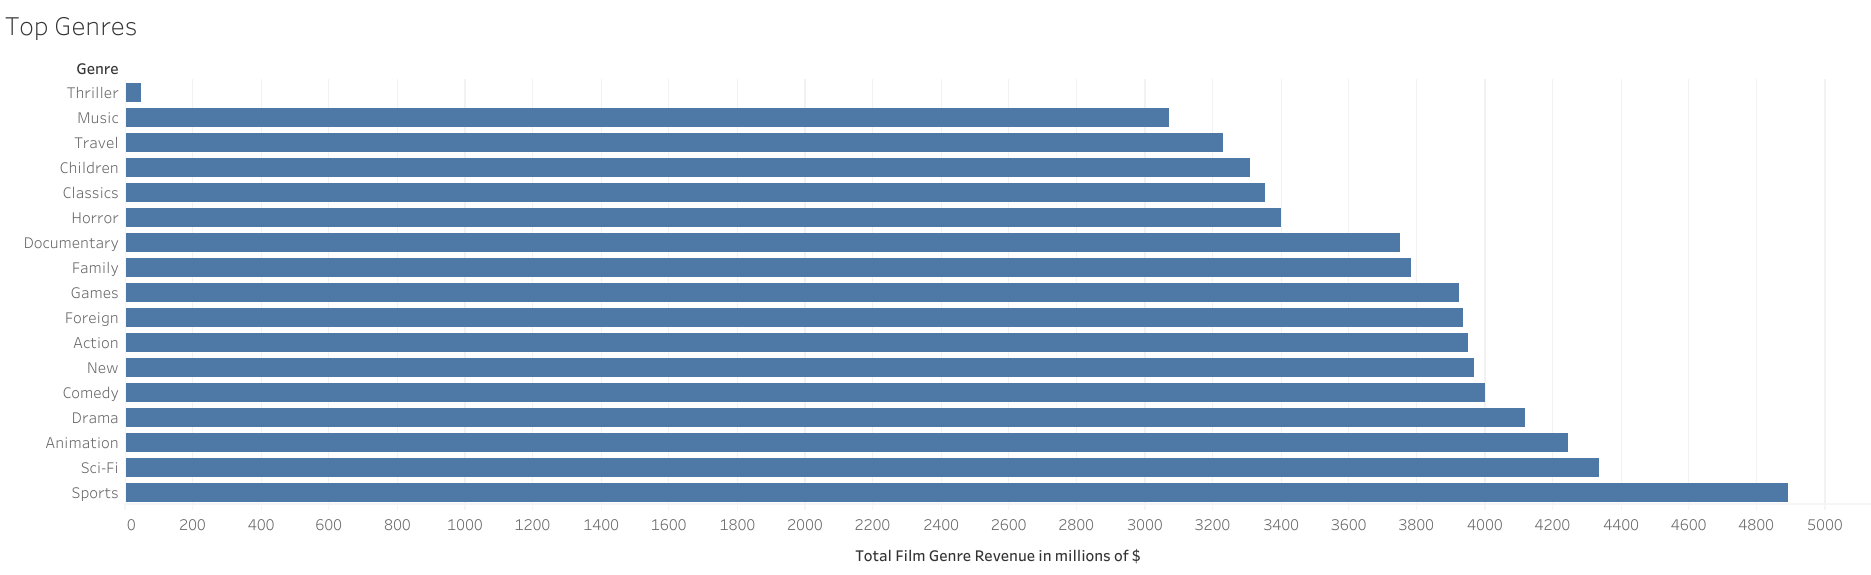 Top Genres
Genre
Thriller
Music
Travel
Children
Classics
Horror
Documentary
Family
Games
Foreign
Action
New
Comedy
Drama
Animation
Sci-Fi
Sports
0 200 400 600 800 1000 1200 1400 1600 1800 2000 2200 2400 2600 2800 3000 3200 3400 3600 3800 4000 4200 4400 4600 4800 5000
Total Film Genre Revenue in millions of $